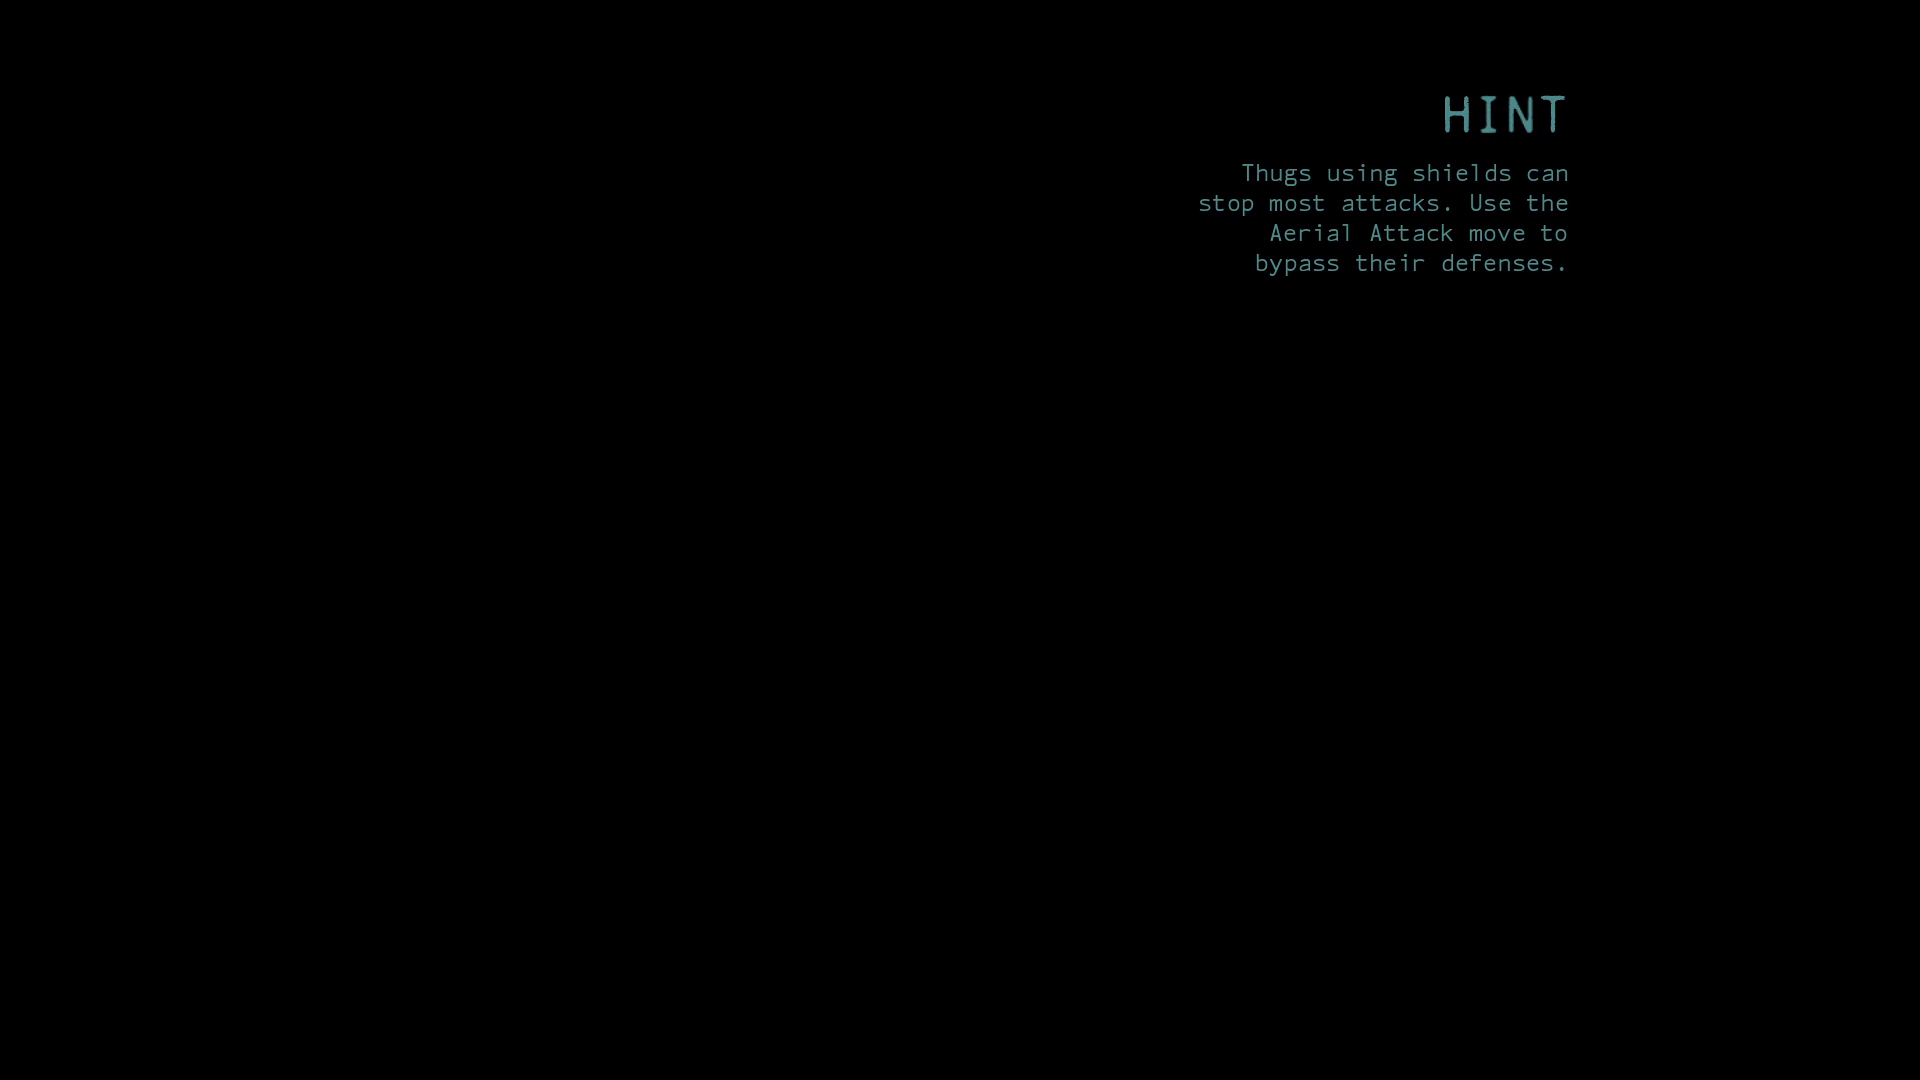 HINT
Thugs using shields can
stop most attacks. Use the
Aerial Attack move to
bypass their defenses.